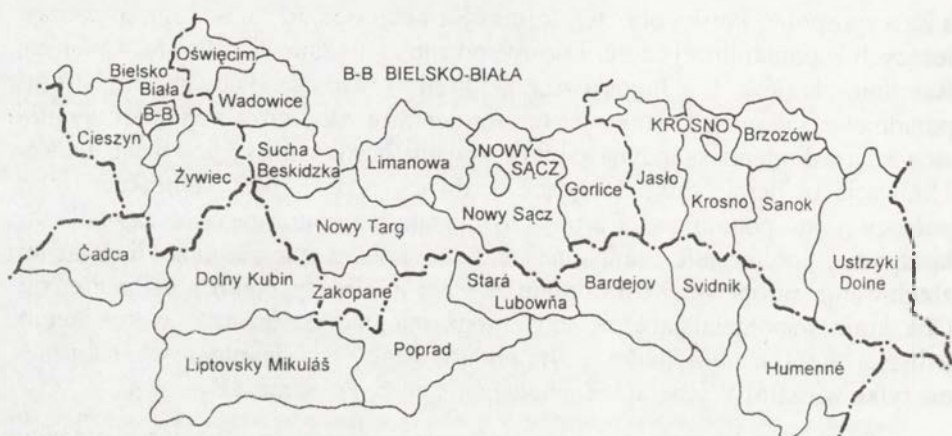 Oświęcim
B-B BIELSKO-BIAŁA
Bielsko
Biała
B-B
Wadowice
Cieszyn
Żywiec
Sucha
Beskidzka
Limanowa
NOWY
SĄCZ
Nowy Sącz
Gorlice
Jasło
KROSNO
Brzozów
Krosno
Sanok
Nowy Targ
Čadca
Dolny Kubin
Zakopane
Stara
Lubowňa
Bardejov
Svidnik
Ustrzyki
Dolne
Liptovsky Mikuláš
Poprad
Humenné